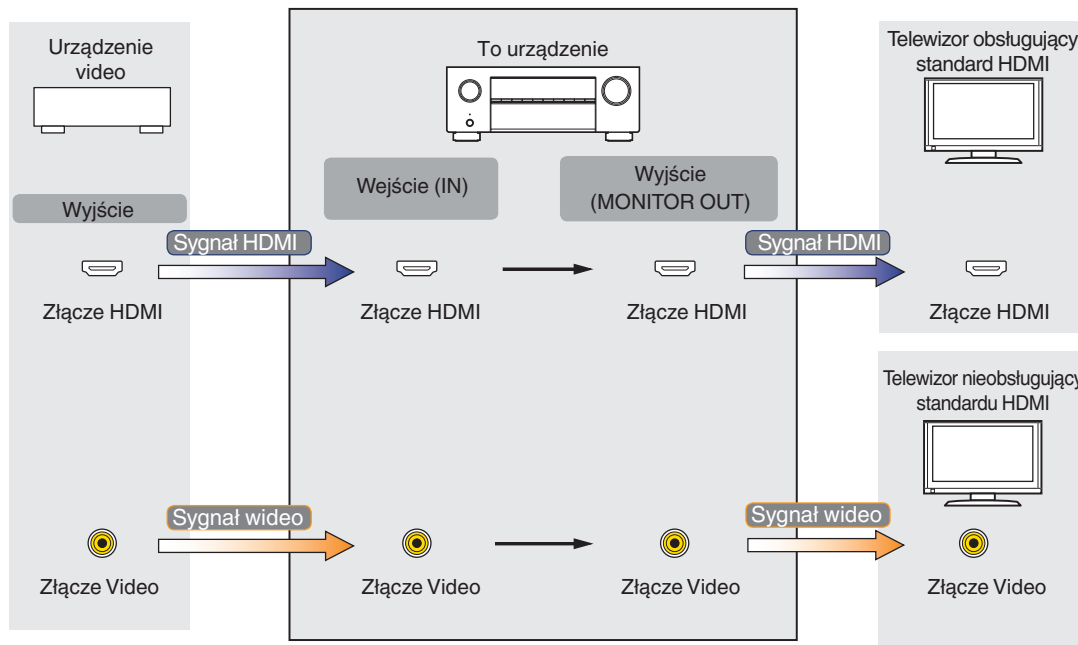 Urządzenie
video
To urządzenie
Telewizor obsługujący
standard HDMI
Wyjście
Wejście (IN)
Wyjście
(MONITOR OUT)
Sygnał HDMI
Sygnał HDMI
Złącze HDMI
Złącze HDMI
Złącze HDMI
Złącze HDMI
Telewizor nieobsługujący
standardu HDMI
Sygnał wideo
Sygnał wideo
Złącze Video
Złącze Video
Złącze Video
Złącze Video